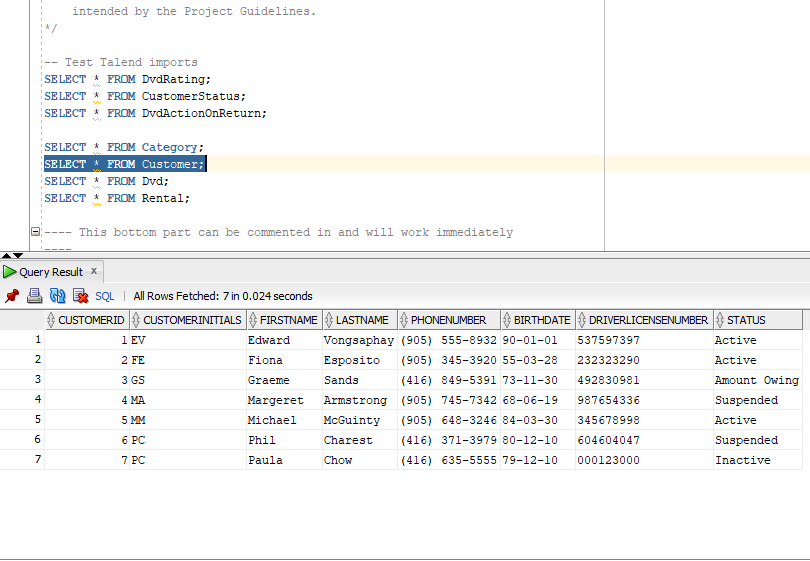 intended by the Project Guidelines.
*/
-- Test Talend imports
SELECT * FROM DvdRating;
SELECT * FROM CustomerStatus;
SELECT * FROM DvdActionOnReturn;
SELECT * FROM Category;
SELECT * FROM Customer;
SELECT * FROM Dvd;
SELECT * FROM Rental;
---- This bottom part can be commented in and will work immediately
----
Query Result x
SQL | All Rows Fetched: 7 in 0.024 seconds
CUSTOMERID CUSTOMERINITIALS FIRSTNAME LASTNAME PHONENUMBER BIRTHDATE DRIVERLICENSENUMBER STATUS
1 1 EV Edward Vongsaphay (905) 555-8932 90-01-01 537597397 Active
2 2 FE Fiona Esposito (905) 345-3920 55-03-28 232323290 Active
3 3 GS Graeme Sands (416) 849-5391 73-11-30 492830981 Amount Owing
4 4 MA Margeret Armstrong (905) 745-7342 68-06-19 987654336 Suspended
5 5 MM Michael McGuinty (905) 648-3246 84-03-30 345678998 Active
6 6 PC Phil Charest (416) 371-3979 80-12-10 604604047 Suspended
7 7 PC Paula Chow (416) 635-5555 79-12-10 000123000 Inactive